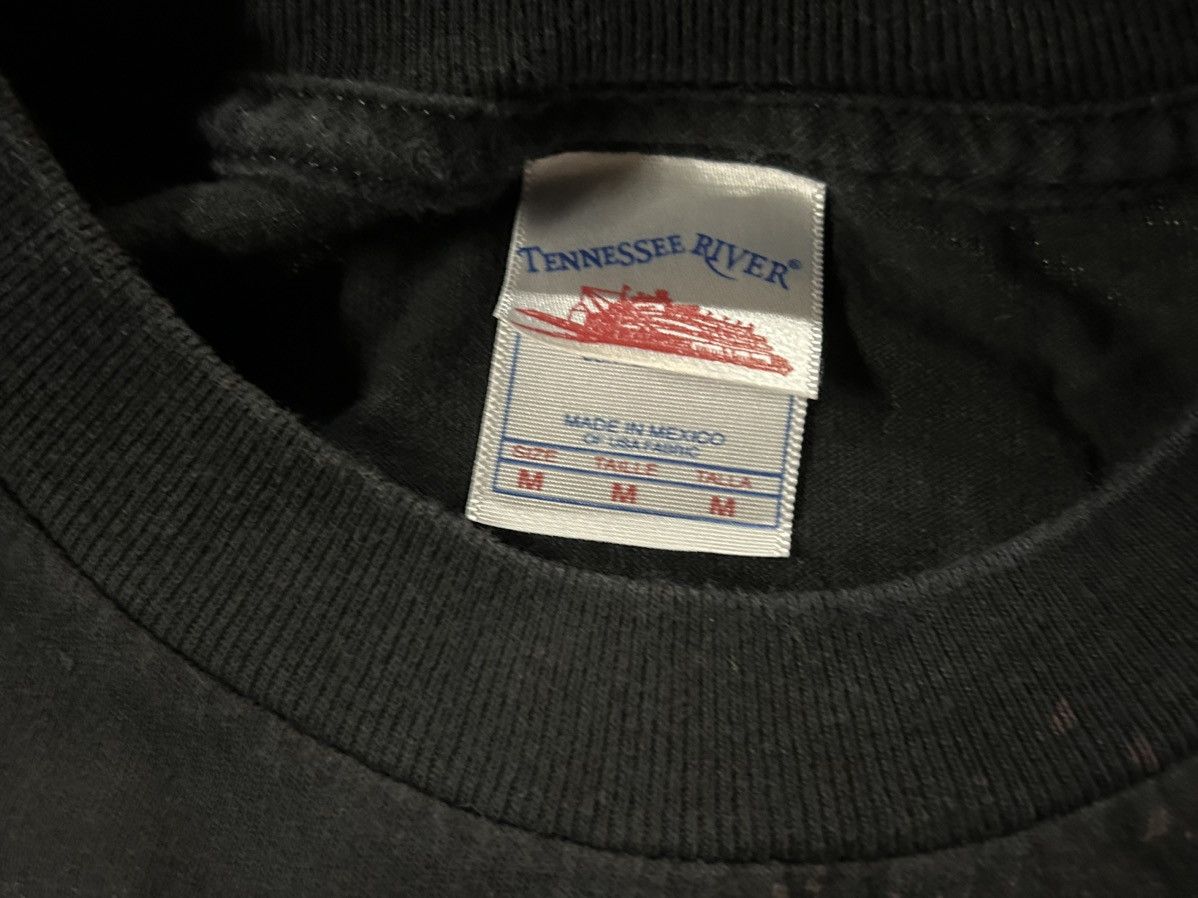 TENNESSEE RIVER®
MADE IN MEXICO
OF USA FABRIC
SIZE TAILLE TALLA
M M M